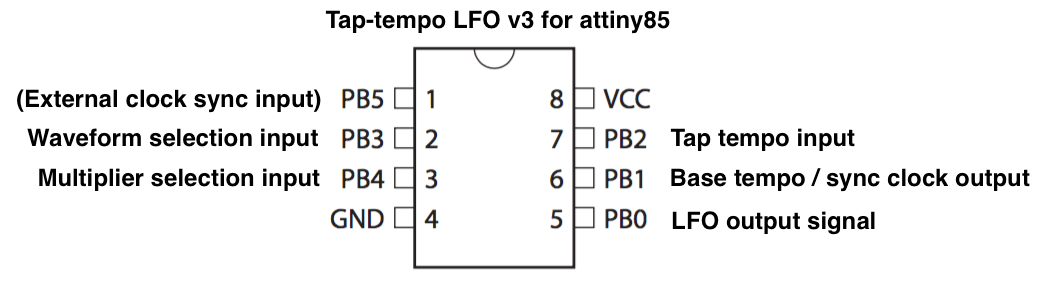 Tap-tempo LFO v3 for attiny85
(External clock sync input) PB5 1 8 VCC
Waveform selection input PB3 2 7 PB2 Tap tempo input
Multiplier selection input PB4 3 6 PB1 Base tempo / sync clock output
GND 4 5 PB0 LFO output signal